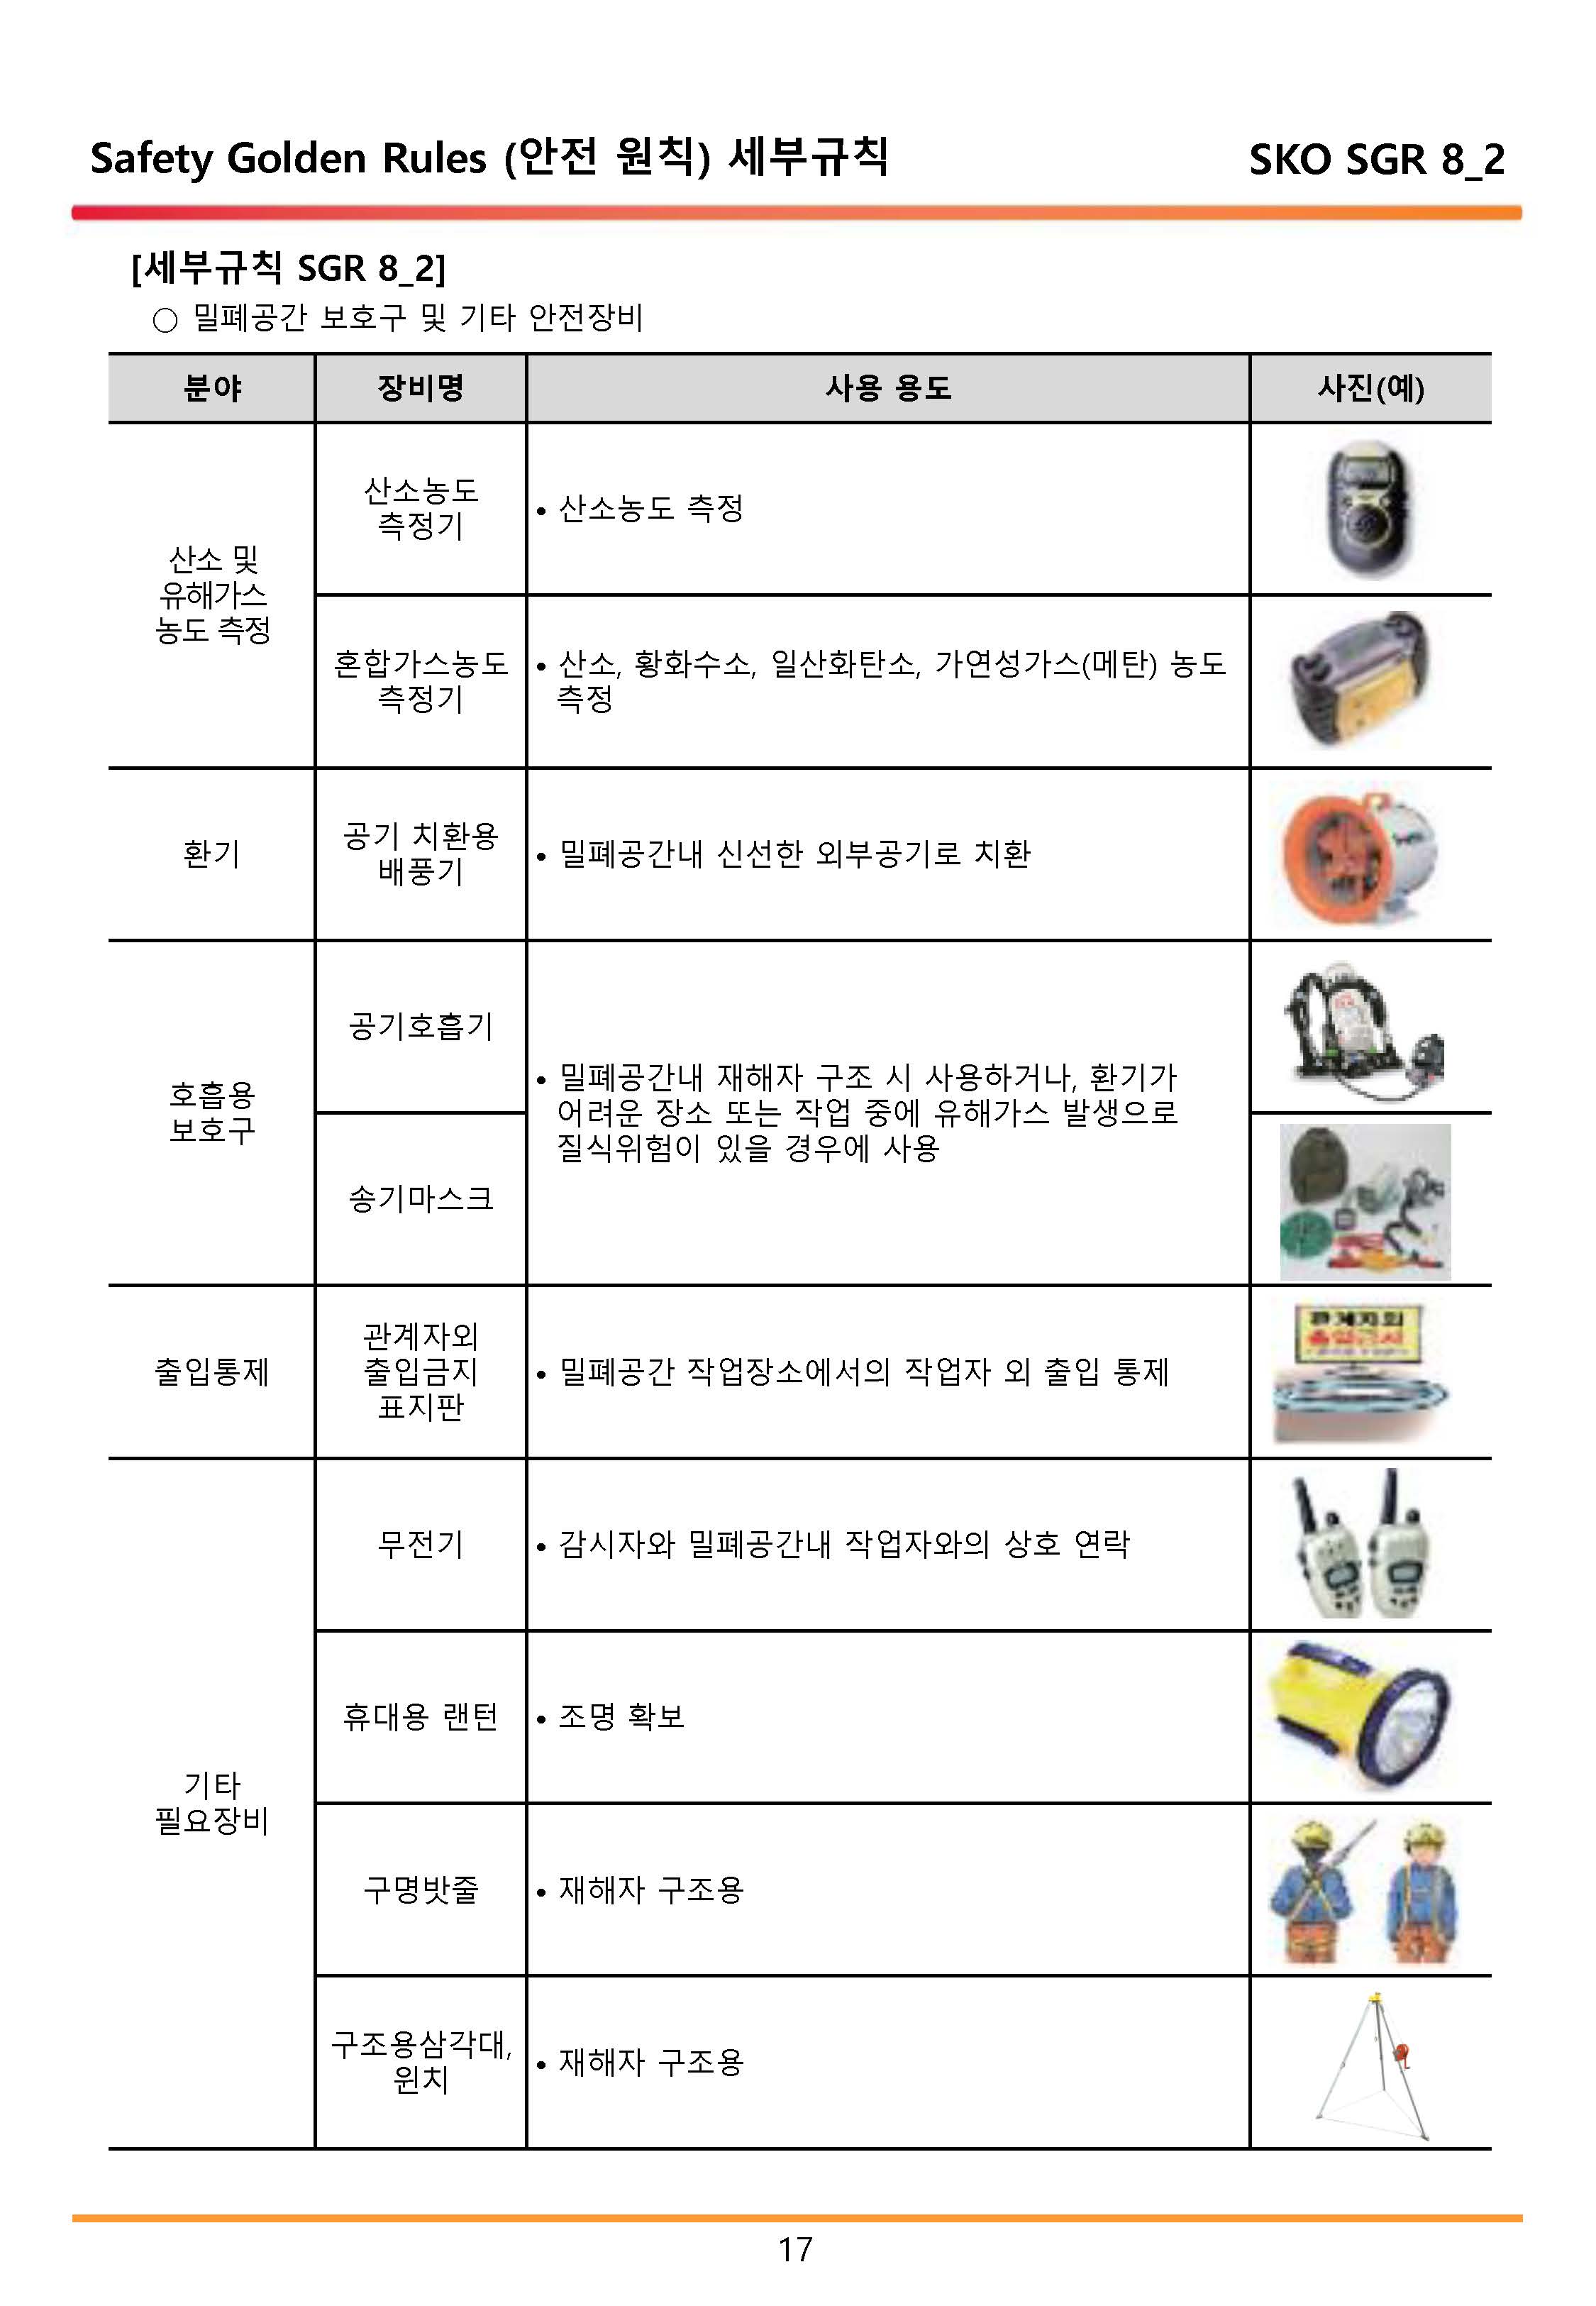 Safety Golden Rules (안전 원칙) 세부규칙
SKO SGR 8_2
[세부규칙 SGR 8_2]
○ 밀폐공간 보호구 및 기타 안전장비
분야
장비명
사용 용도
사진(예)
산소 및
유해가스
농도 측정
산소농도
측정기
• 산소농도 측정
혼합가스농도
측정기
• 산소, 황화수소, 일산화탄소, 가연성가스(메탄) 농도
측정
환기
공기 치환용
배풍기
• 밀폐공간내 신선한 외부공기로 치환
호흡용
보호구
공기호흡기
송기마스크
• 밀폐공간내 재해자 구조 시 사용하거나, 환기가
어려운 장소 또는 작업 중에 유해가스 발생으로
질식위험이 있을 경우에 사용
출입통제
관계자외
출입금지
표지판
• 밀폐공간 작업장소에서의 작업자 외 출입 통제
관계자외
출입금지
기타
필요장비
무전기
• 감시자와 밀폐공간내 작업자와의 상호 연락
휴대용 랜턴
• 조명 확보
구명밧줄
• 재해자 구조용
구조용삼각대,
윈치
• 재해자 구조용
17